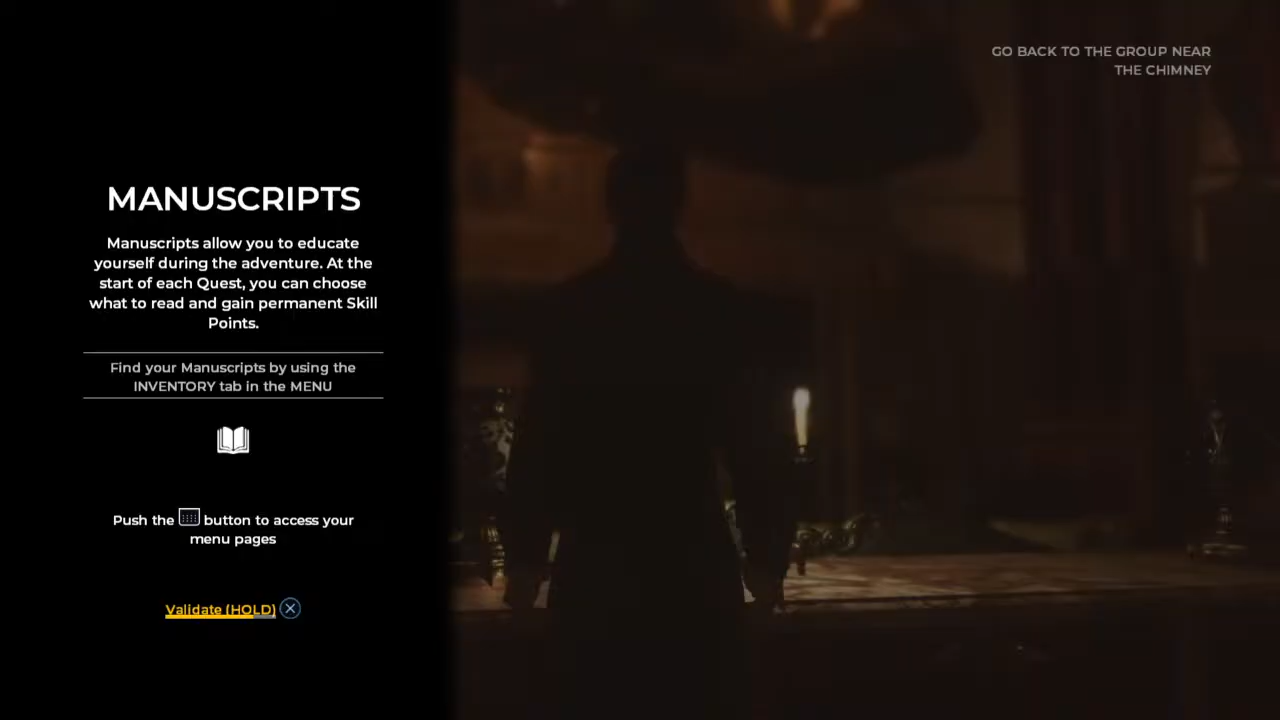 GO BACK TO THE GROUP NEAR
THE CHIMNEY
MANUSCRIPTS
Manuscripts allow you to educate
yourself during the adventure. At the
start of each Quest, you can choose
what to read and gain permanent Skill
Points.
Find your Manuscripts by using the
INVENTORY tab in the MENU
Push the button to access your
menu pages
Validate (HOLD)